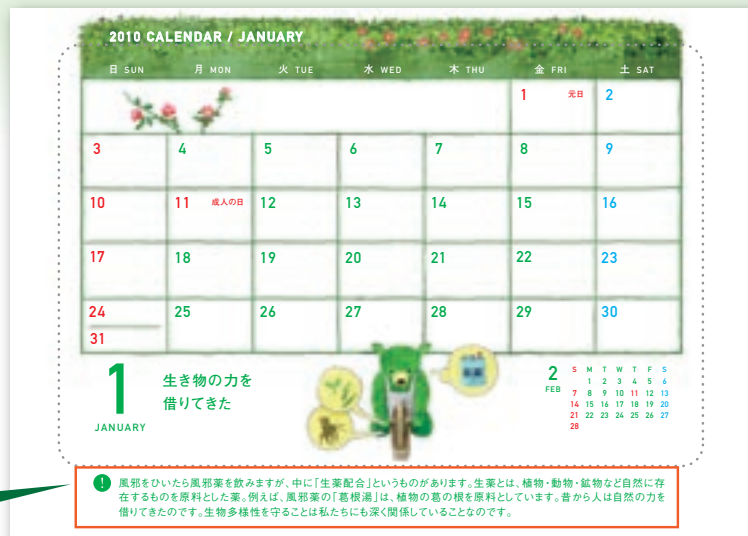 2010 CALENDAR / JANUARY
日 SUN 月 MON 火 TUE 水 WED 木 THU 金 FRI 土 SAT
1 元日 2
3 4 5 6 7 8 9
10 11 成人の日 12 13 14 15 16
17 18 19 20 21 22 23
24 25 26 27 28 29 30
31
1
JANUARY
生き物の力を
借りてきた
2
FEB
S M T W T F S
1 2 3 4 5 6
7 8 9 10 11 12 13
14 15 16 17 18 19 20
21 22 23 24 25 26 27
28
! 風邪をひいたら風邪薬を飲みますが、中に「生薬配合」というものがあります。生薬とは、植物・動物・鉱物など自然に存
在するものを原料とした薬。例えば、風邪薬の「葛根湯」は、植物の葛の根を原料としています。昔から人は自然の力を
借りてきたのです。生物多様性を守ることは私たちにも深く関係していることなのです。